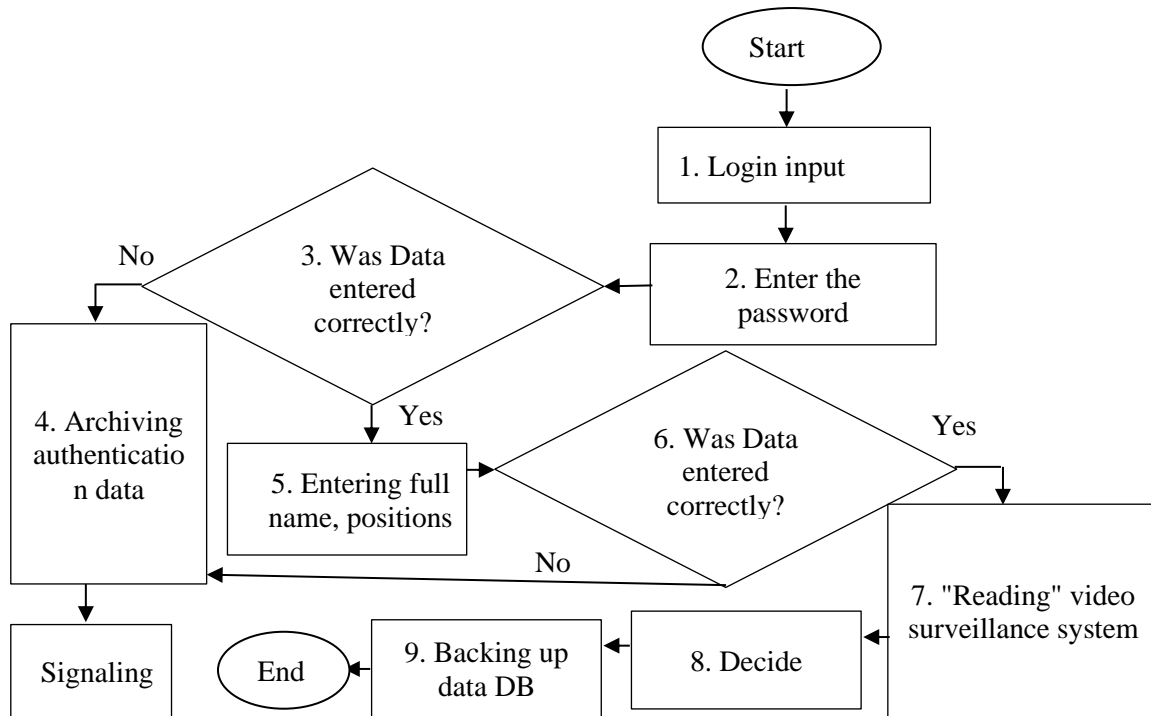 Start
1. Login input
2. Enter the
password
3. Was Data
entered
correctly?
No
Yes
4. Archiving
authenticatio
n data
5. Entering full
name, positions
6. Was Data
entered
correctly?
Yes
No
7. "Reading" video
surveillance system
8. Decide
9. Backing up
data DB
End
Signaling